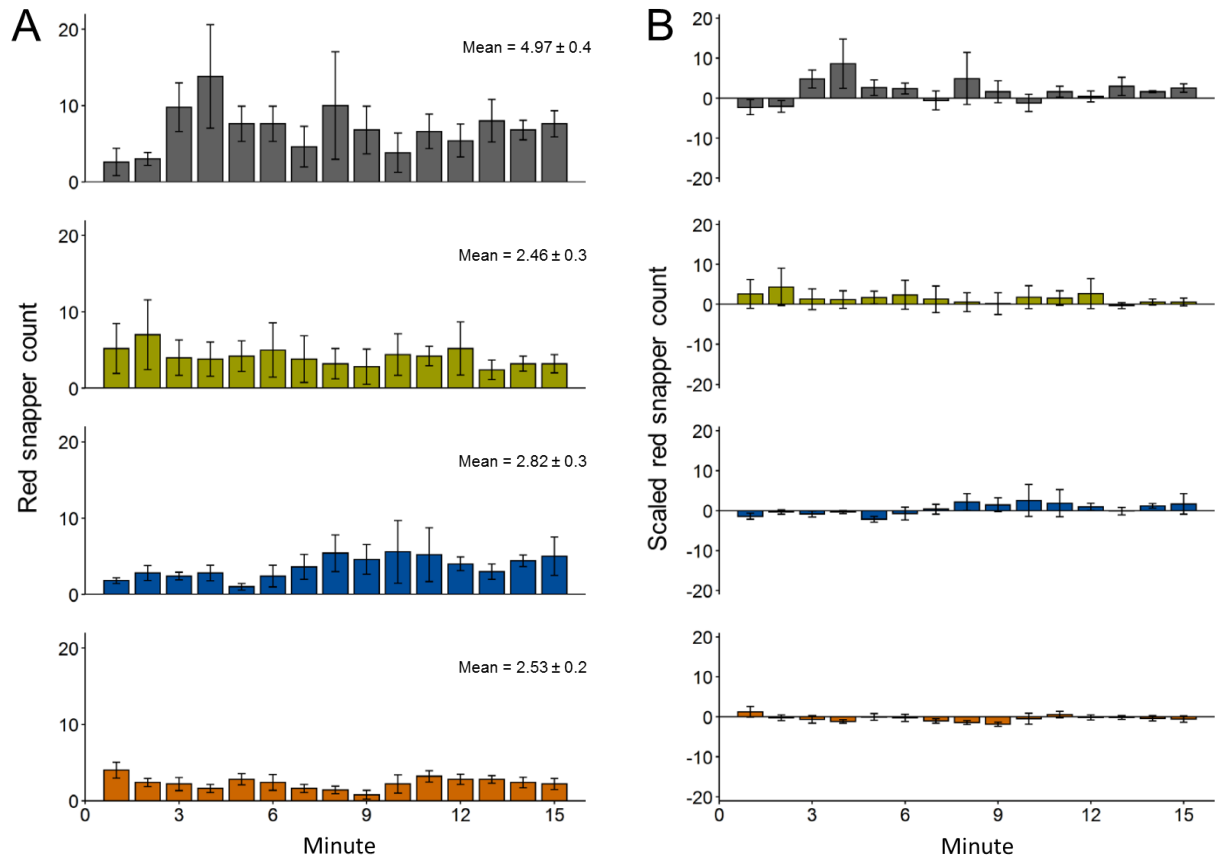 A
B
Red snapper count
20
10
0
Mean = 4.97 ± 0.4
20
10
0
Mean = 2.46 ± 0.3
20
10
0
Mean = 2.82 ± 0.3
20
10
0
Mean = 2.53 ± 0.2
0 3 6 9 12 15
Minute
Scaled red snapper count
20
10
0
-10
-20
20
10
0
-10
-20
20
10
0
-10
-20
20
10
0
-10
-20
0 3 6 9 12 15
Minute